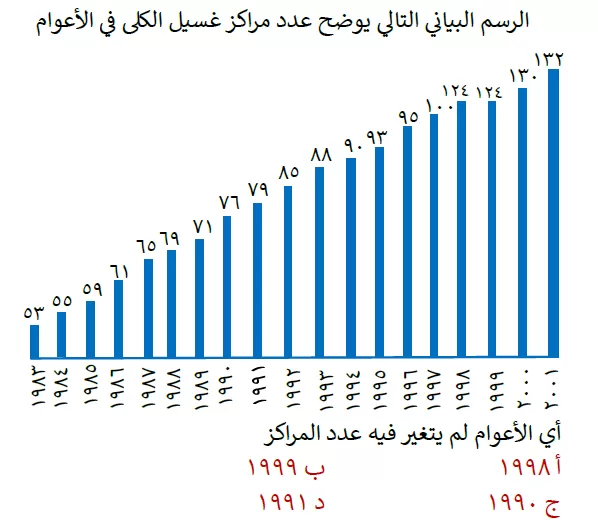 الرسم البياني التالي يوضح عدد مراكز غسيل الكلى في الأعوام
٥٣ ٥٥ ٥٩ ٦١ ٦٥ ٦٩ ٧١ ٧٦ ٧٩ ٨٥ ٨٨ ٩٠ ٩٣ ٩٥ ١٠٠ ١٢٤ ١٢٤ ١٣٠ ١٣٢
١٩٨٣ ١٩٨٤ ١٩٨٥ ١٩٨٦ ١٩٨٧ ١٩٨٨ ١٩٨٩ ١٩٩٠ ١٩٩١ ١٩٩٢ ١٩٩٣ ١٩٩٤ ١٩٩٥ ١٩٩٦ ١٩٩٧ ١٩٩٨ ١٩٩٩ ٢٠٠٠ ٢٠٠١
أي الأعوام لم يتغير فيه عدد المراكز
أ ١٩٩٨ ب ١٩٩٩
ج ١٩٩٠ د ١٩٩١